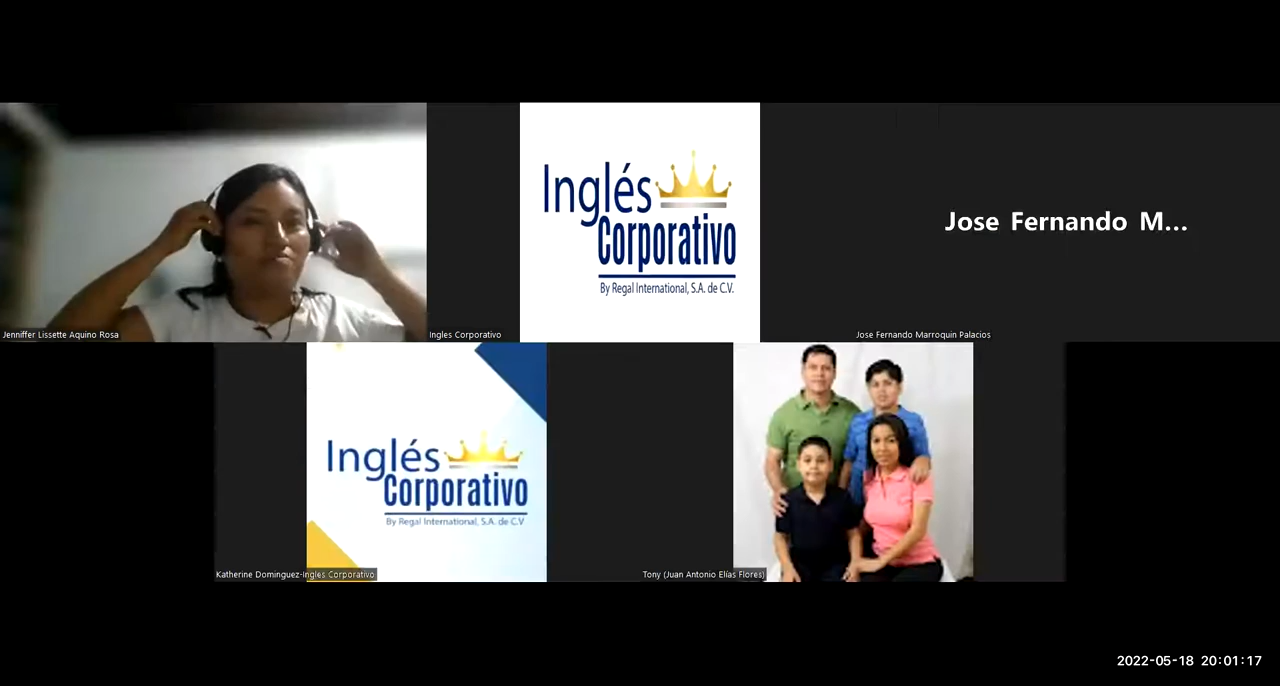 Inglés
Corporativo
By Regal International, S.A. de C.V.
Jose Fernando M...
Jenniffer Lissette Aquino Rosa
Ingles Corporativo
Jose Fernando Marroquin Palacios
Inglés
Corporativo
By Regal International, S.A. de C.V
Katherine Dominguez-Ingles Corporativo
Tony (Juan Antonio Elías Flores)
2022-05-18 20:01:17